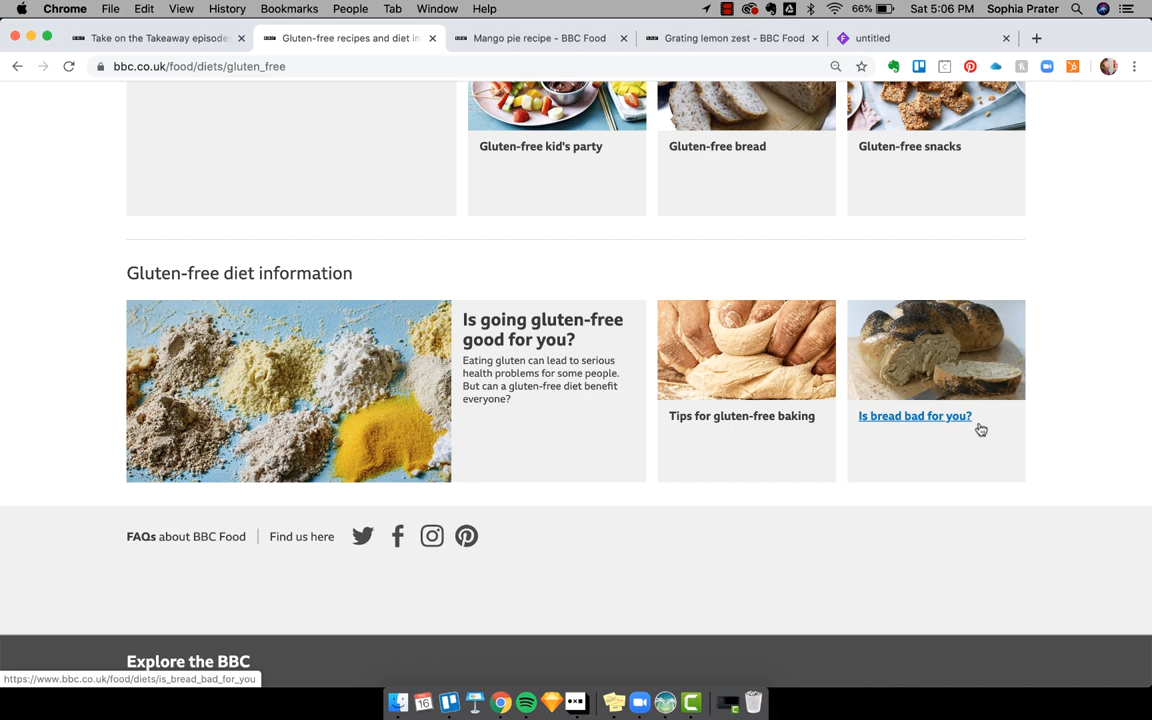 Chrome File Edit View History Bookmarks People Tab Window Help 66% Sat 5:06 PM Sophia Prater
Take on the Takeaway episodes Gluten-free recipes and diet in Mango pie recipe - BBC Food Grating lemon zest - BBC Food untitled
bbc.co.uk/food/diets/gluten_free
Gluten-free kid's party Gluten-free bread Gluten-free snacks
Gluten-free diet information
Is going gluten-free
good for you?
Eating gluten can lead to serious
health problems for some people.
But can a gluten-free diet benefit
everyone?
Tips for gluten-free baking
Is bread bad for you?
FAQs about BBC Food Find us here
Explore the BBC
https://www.bbc.co.uk/food/diets/is_bread_bad_for_you